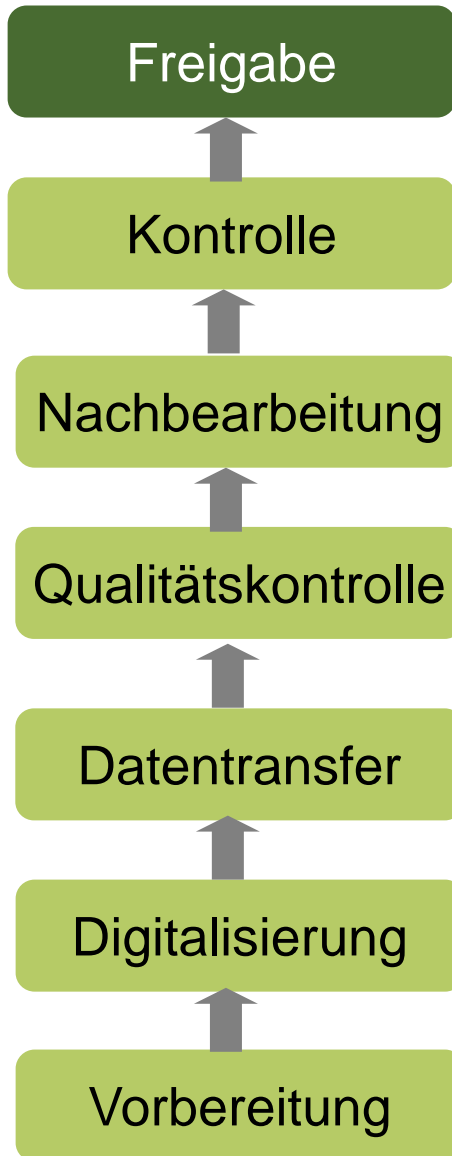 Freigabe
Kontrolle
Nachbearbeitung
Qualitätskontrolle
Datentransfer
Digitalisierung
Vorbereitung